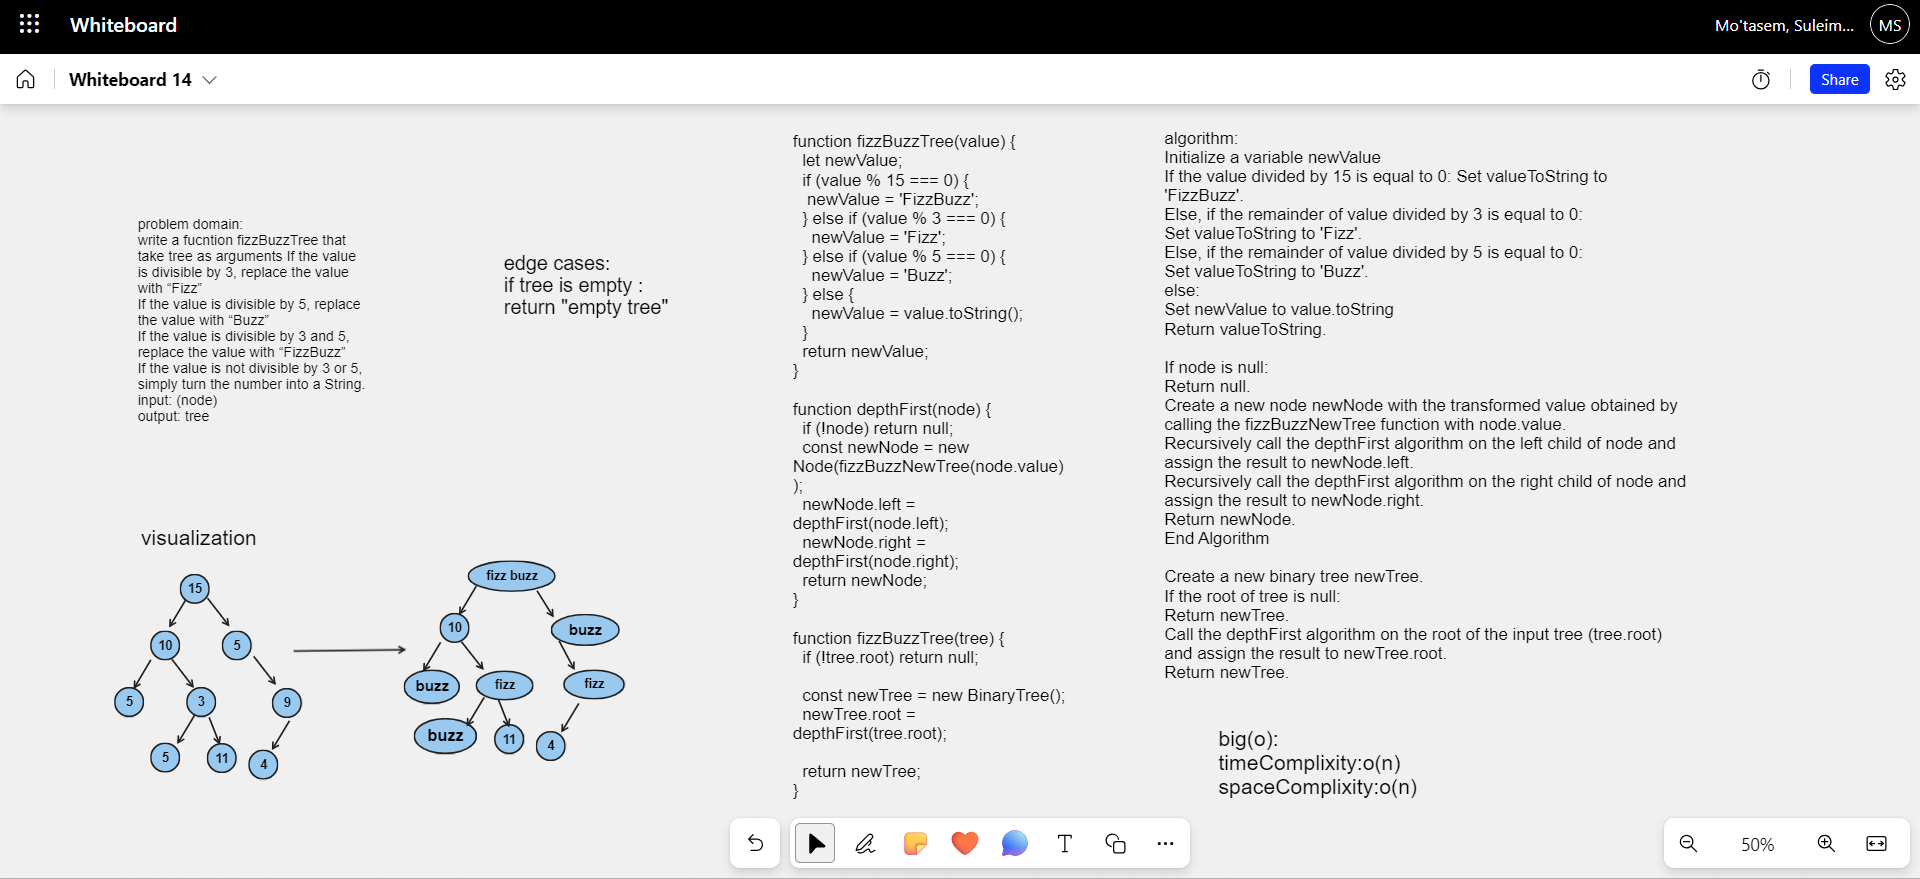 Whiteboard
Mo'tasem, Suleim...
MS
Whiteboard 14
Share
problem domain:
write a fucntion fizzBuzzTree that
take tree as arguments If the value
is divisible by 3, replace the value
with “Fizz”
If the value is divisible by 5, replace
the value with “Buzz”
If the value is divisible by 3 and 5,
replace the value with “FizzBuzz”
If the value is not divisible by 3 or 5,
simply turn the number into a String.
input: (node)
output: tree
edge cases:
if tree is empty :
return "empty tree"
visualization
15
10
5
5
3
9
5
11
4
fizz buzz
10
buzz
buzz
fizz
fizz
buzz
11
4
function fizzBuzzTree(value) {
let newValue;
if (value % 15 === 0) {
newValue = 'FizzBuzz';
} else if (value % 3 === 0) {
newValue = 'Fizz';
} else if (value % 5 === 0) {
newValue = 'Buzz';
} else {
newValue = value.toString();
}
return newValue;
}
function depthFirst(node) {
if (!node) return null;
const newNode = new
Node(fizzBuzzNewTree(node.value)
);
newNode.left =
depthFirst(node.left);
newNode.right =
depthFirst(node.right);
return newNode;
}
function fizzBuzzTree(tree) {
if (!tree.root) return null;
const newTree = new BinaryTree();
newTree.root =
depthFirst(tree.root);
return newTree;
}
algorithm:
Initialize a variable newValue
If the value divided by 15 is equal to 0: Set valueToString to
'FizzBuzz'.
Else, if the remainder of value divided by 3 is equal to 0:
Set valueToString to 'Fizz'.
Else, if the remainder of value divided by 5 is equal to 0:
Set valueToString to 'Buzz'.
else:
Set newValue to value.toString
Return valueToString.
If node is null:
Return null.
Create a new node newNode with the transformed value obtained by
calling the fizzBuzzNewTree function with node.value.
Recursively call the depthFirst algorithm on the left child of node and
assign the result to newNode.left.
Recursively call the depthFirst algorithm on the right child of node and
assign the result to newNode.right.
Return newNode.
End Algorithm
Create a new binary tree newTree.
If the root of tree is null:
Return newTree.
Call the depthFirst algorithm on the root of the input tree (tree.root)
and assign the result to newTree.root.
Return newTree.
big(o):
timeComplixity:o(n)
spaceComplixity:o(n)
T
50%